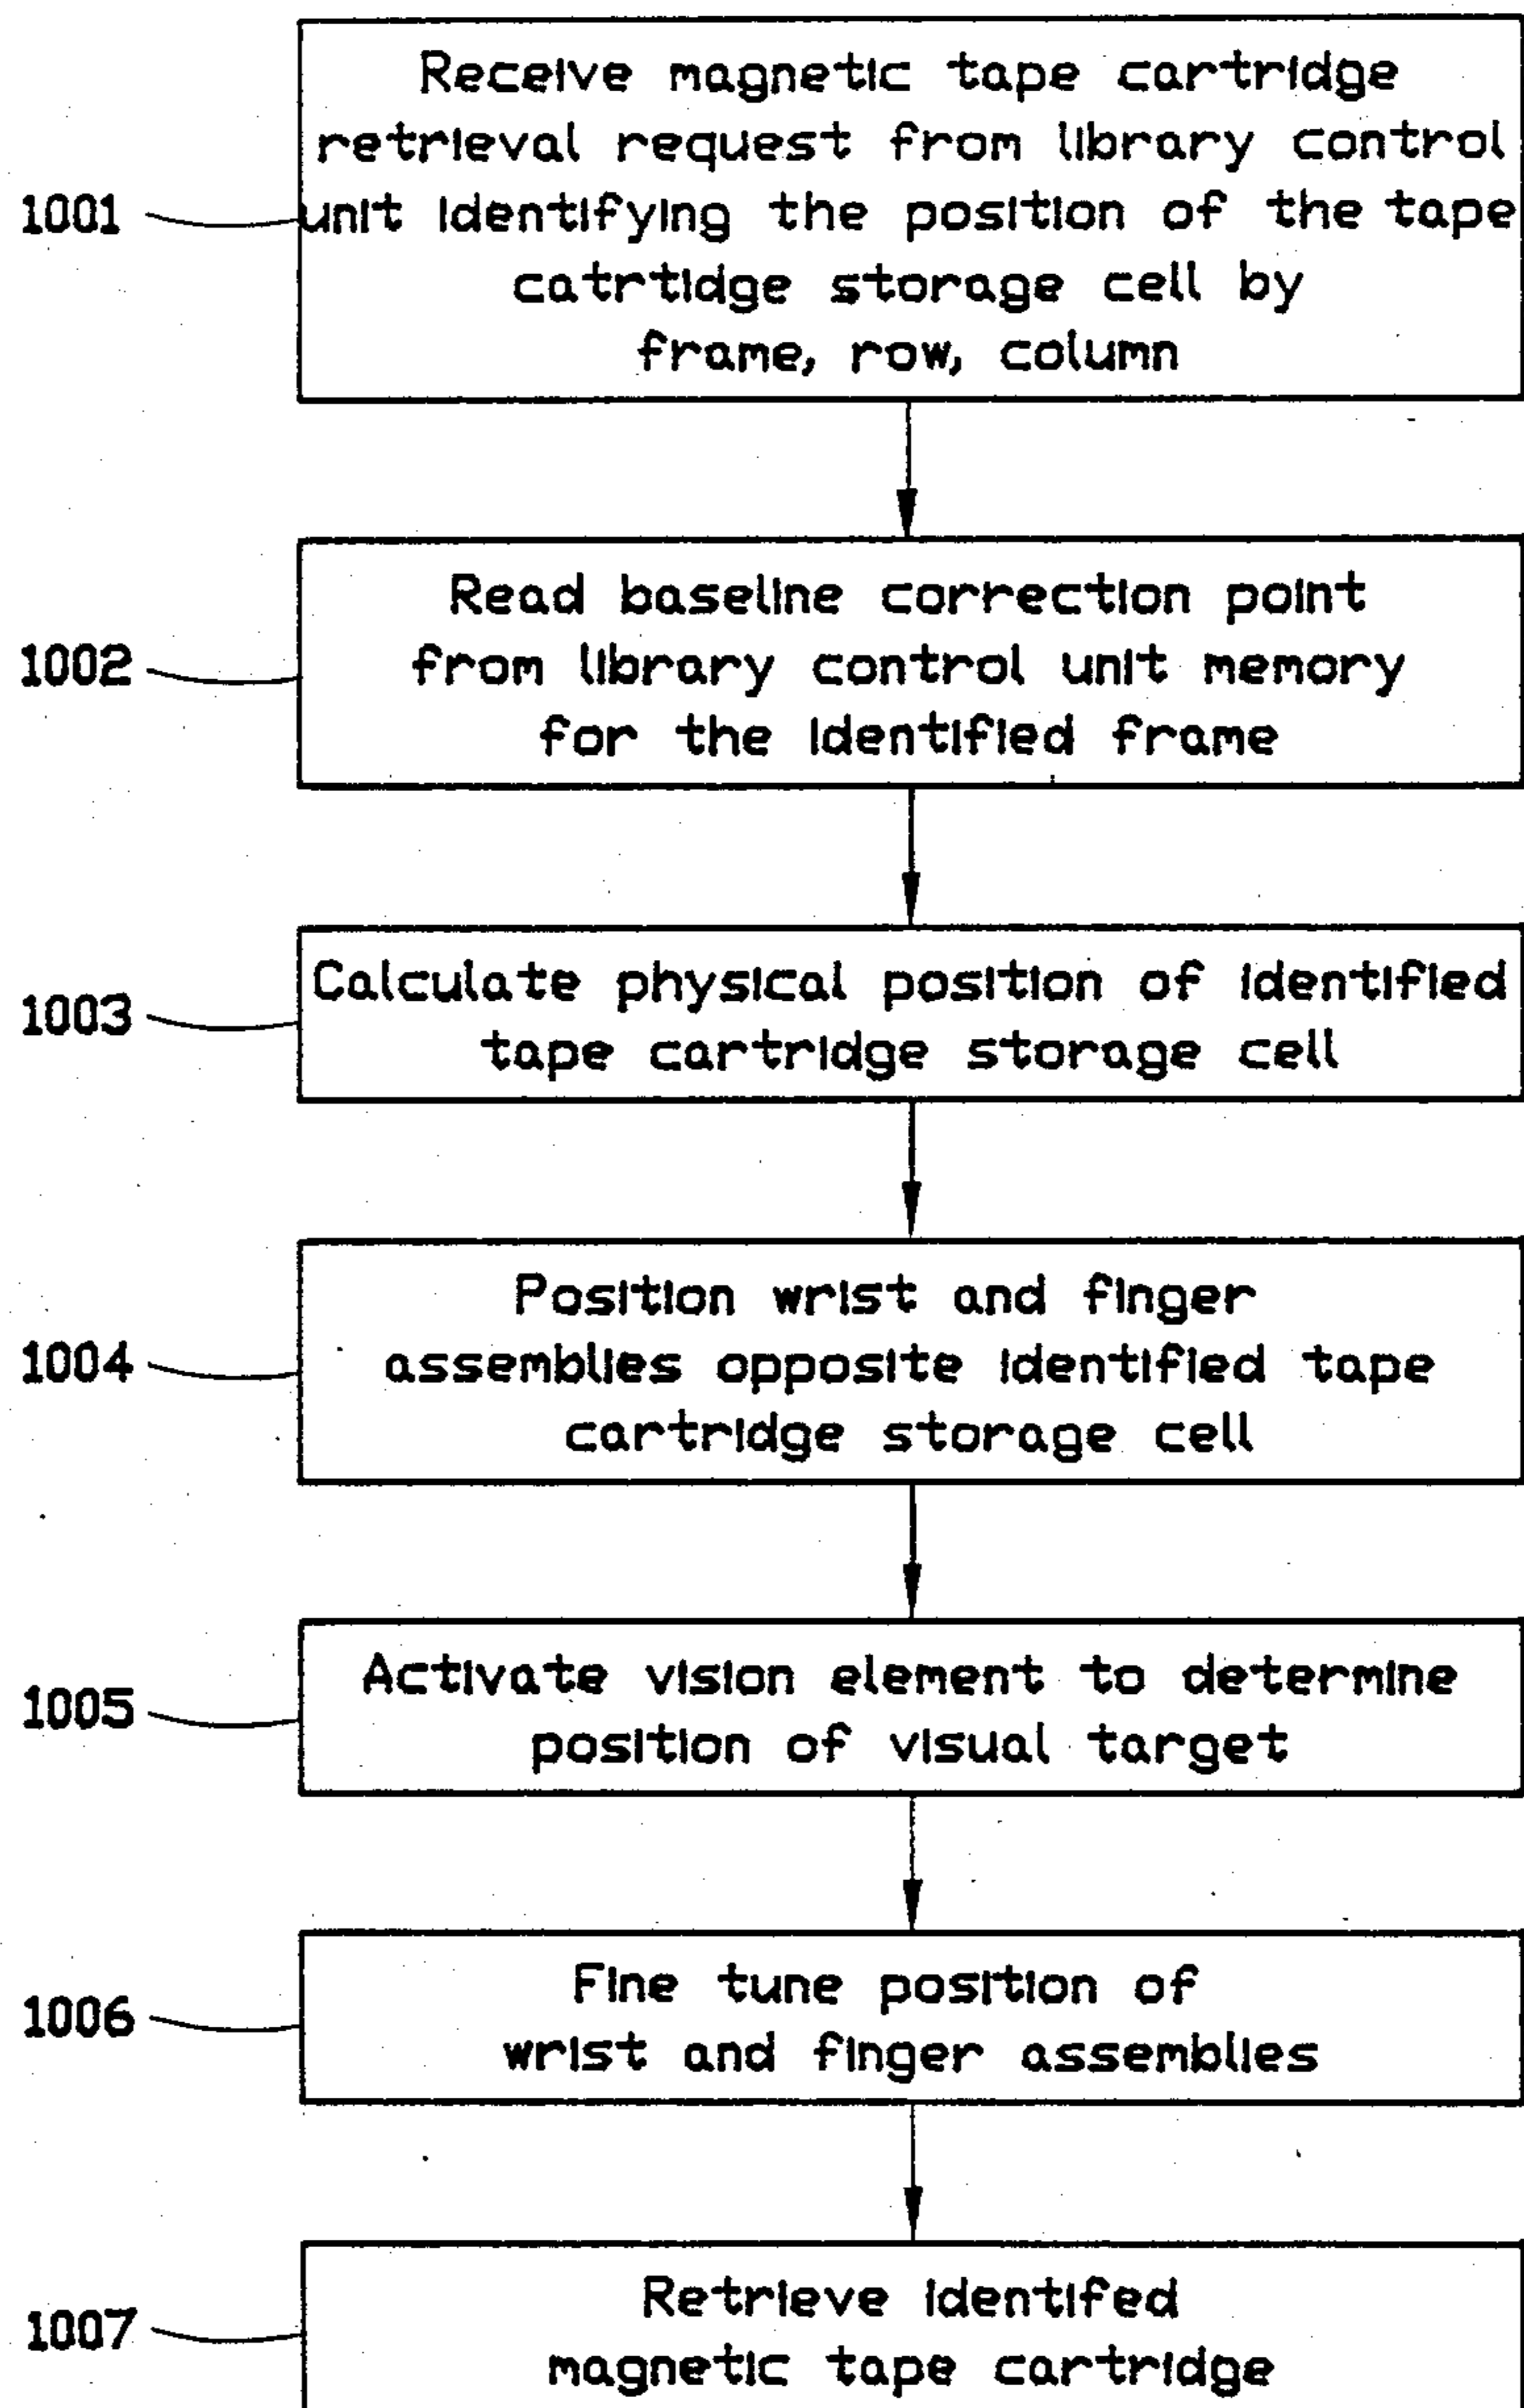 Receive magnetic tape cartridge
retrieval request from library control
1001
unit identifying the position of the tape
catrtidge storage cell by
frame, row, column
Read baseline correction point
1002
from library control unit memory
for the identified frame
Calculate physical position of identified
1003
tape cartridge storage cell
Position wrist and finger
1004
assemblies opposite identified tape
cartridge storage cell
Activate vision element to determine
1005
position of visual target
Fine tune position of
1006
wrist and finger assemblies
Retrieve identifed
1007
magnetic tape cartridge